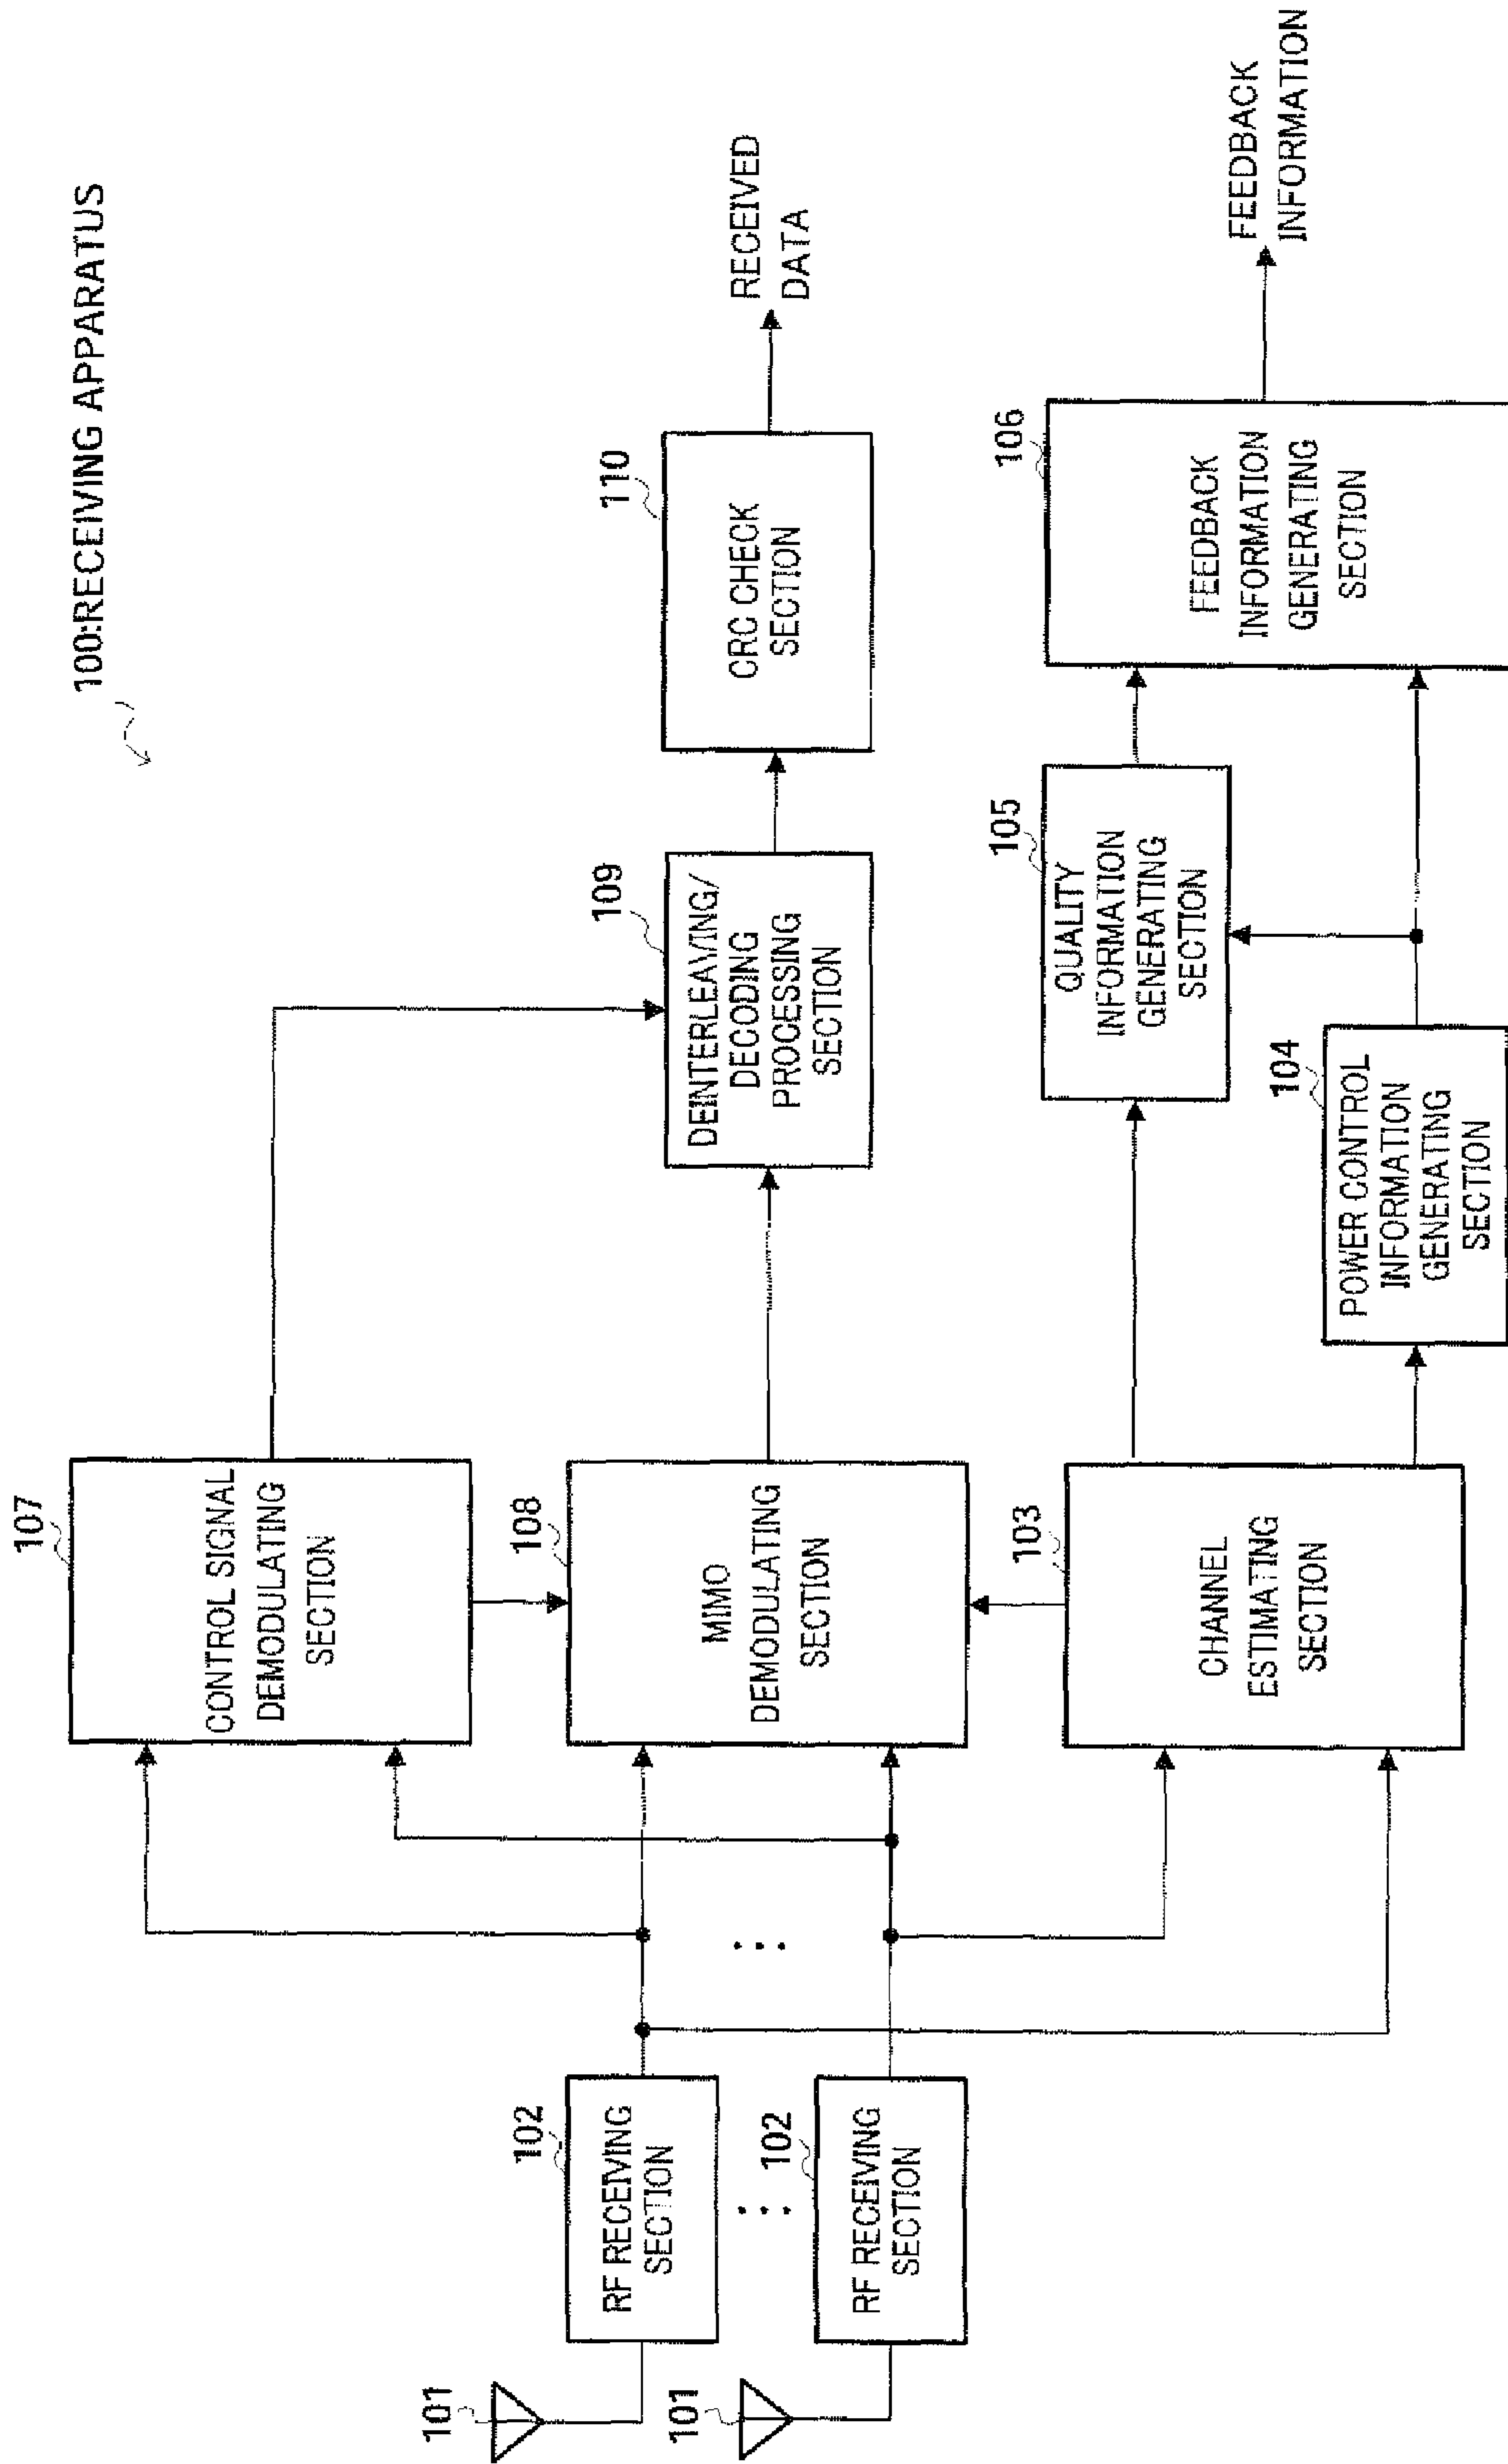 100:RECEIVING APPARATUS
101
101
102
RF RECEIVING
SECTION
102
RF RECEIVING
SECTION
107
CONTROL SIGNAL
DEMODULATING
SECTION
108
MIMO
DEMODULATING
SECTION
103
CHANNEL
ESTIMATING
SECTION
109
DEINTERLEAVING/
DECODING
PROCESSING
SECTION
110
CRC CHECK
SECTION
RECEIVED
DATA
104
POWER CONTROL
INFORMATION
GENERATING
SECTION
105
QUALITY
INFORMATION
GENERATING
SECTION
106
FEEDBACK
INFORMATION
GENERATING
SECTION
FEEDBACK
INFORMATION